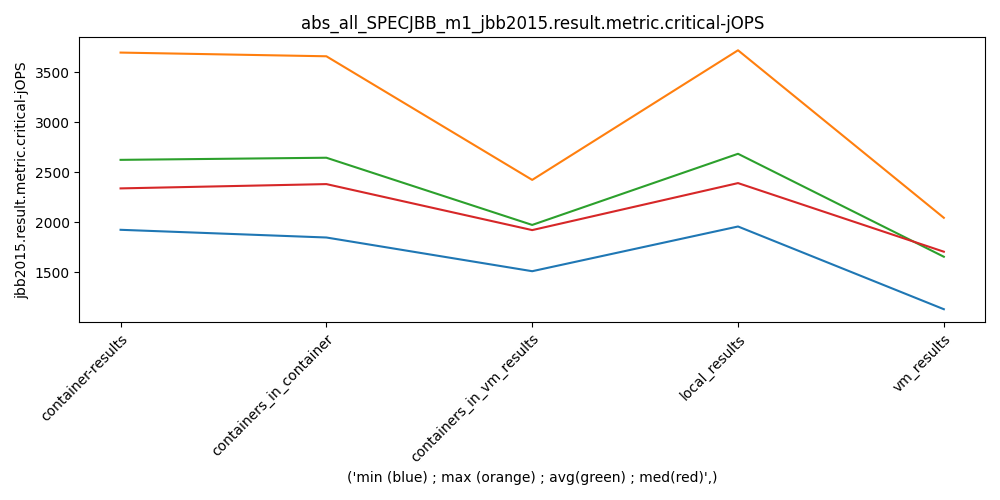 abs_all_SPECJBB_m1_jbb2015.result.metric.critical-jOPS
jbb2015.result.metric.critical-jOPS
3500
3000
2500
2000
1500
container-results
containers_in_container
containers_in_vm_results
local_results
vm_results
('min (blue) ; max (orange) ; avg(green) ; med(red)',)